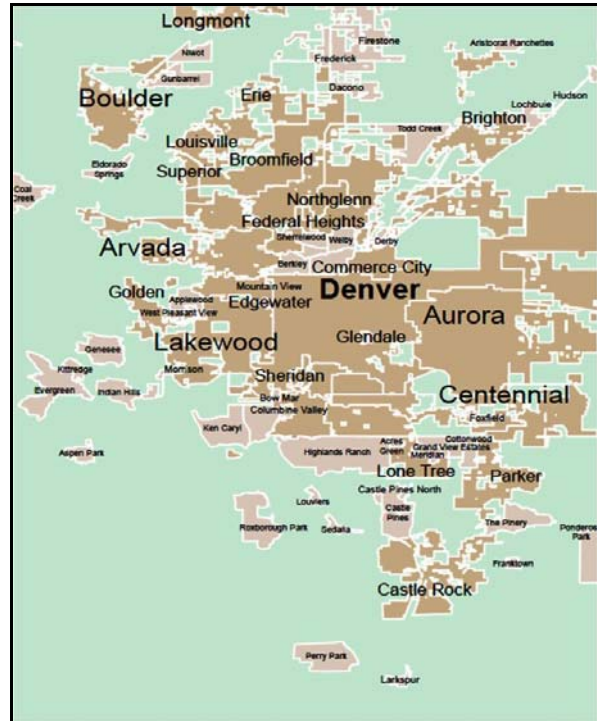 Longmont
Firestone
Niwot
Frederick
Aristocrat Ranchettes
Gunbarrel
Dacono
Hudson
Boulder
Erie
Lochbuie
Brighton
Todd Creek
Louisville
Broomfield
Eldorado
Springs
Superior
Coal
Creek
Northglenn
Federal Heights
Sherrelwood
Welby
Derby
Arvada
Berkley
Commerce City
Mountain View
Denver
Golden
Applewood
Edgewater
West Pleasant View
Aurora
Glendale
Lakewood
Genesee
Kittredge
Morrison
Sheridan
Evergreen
Indian Hills
Centennial
Bow Mar
Columbine Valley
Foxfield
Ken Caryl
Cottonwood
Acres
Green
Grand View Estates
Meridian
Aspen Park
Highlands Ranch
Lone Tree
Parker
Castle Pines North
Louviers
Castle
Pines
Roxborough Park
Sedalia
The Pinery
Ponderos
Park
Franktown
Castle Rock
Perry Park
Larkspur